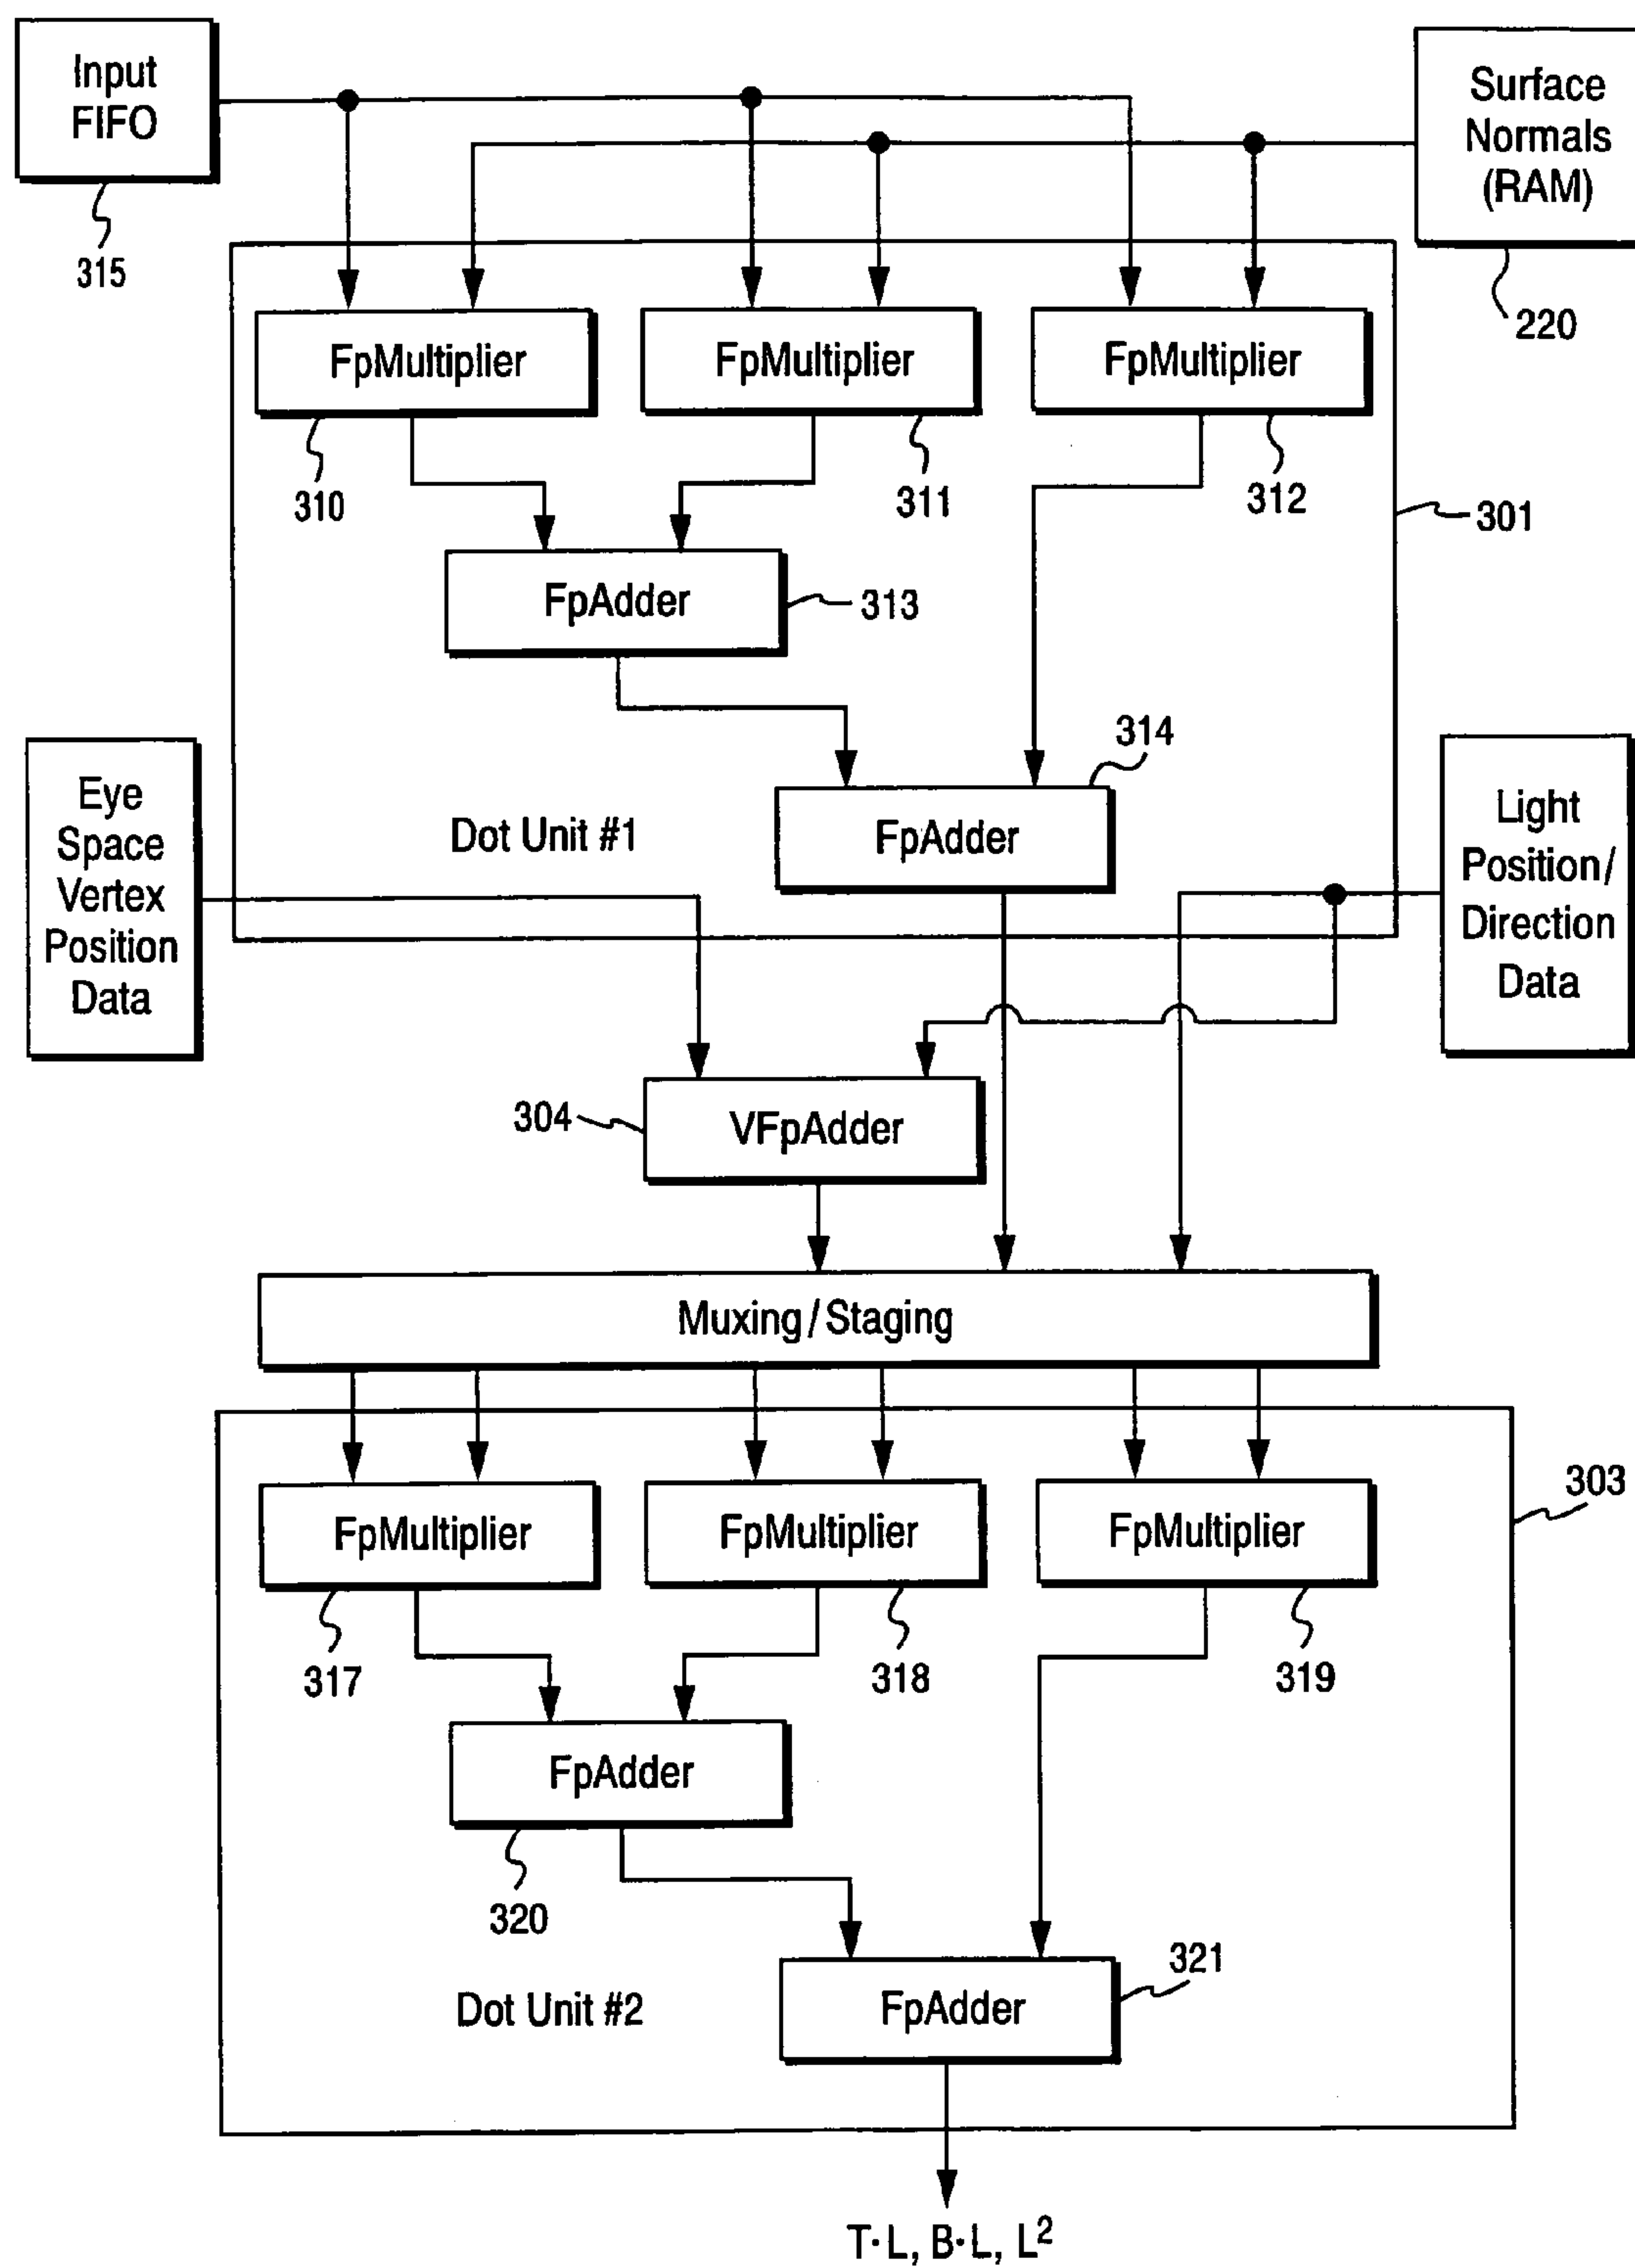 Input
FIFO
315
Surface
Normals
(RAM)
220
FpMultiplier
FpMultiplier
FpMultiplier
310
311
312
301
FpAdder
313
314
FpAdder
Dot Unit #1
Eye
Space
Vertex
Position
Data
Light
Position/
Direction
Data
304
VFpAdder
Muxing/Staging
303
FpMultiplier
FpMultiplier
FpMultiplier
317
318
319
FpAdder
320
321
FpAdder
Dot Unit #2
T·L, B·L, L²